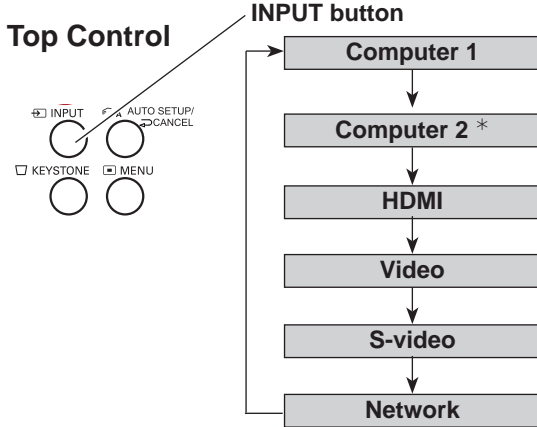 INPUT button
Top Control
INPUT
A AUTO SETUP/
CANCEL
KEYSTONE
MENU
Computer 1
Computer 2 *
HDMI
Video
S-video
Network